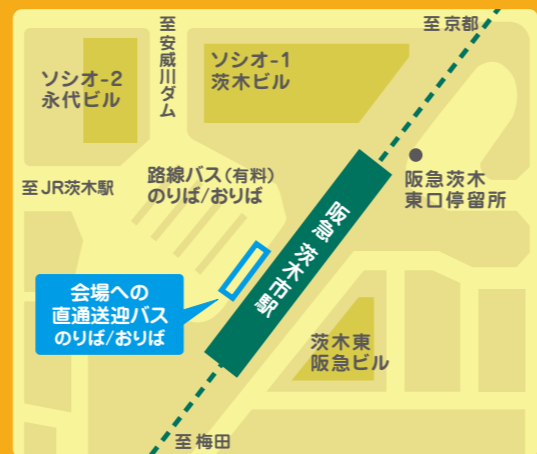 至京都
至安威川ダム
ソシオ-1
茨木ビル
ソシオ-2
永代ビル
路線バス(有料)
のりば/おりば
至JR茨木駅
阪急茨木
東口停留所
阪急 茨木市駅
会場への
直通送迎バス
のりば/おりば
茨木東
阪急ビル
至梅田